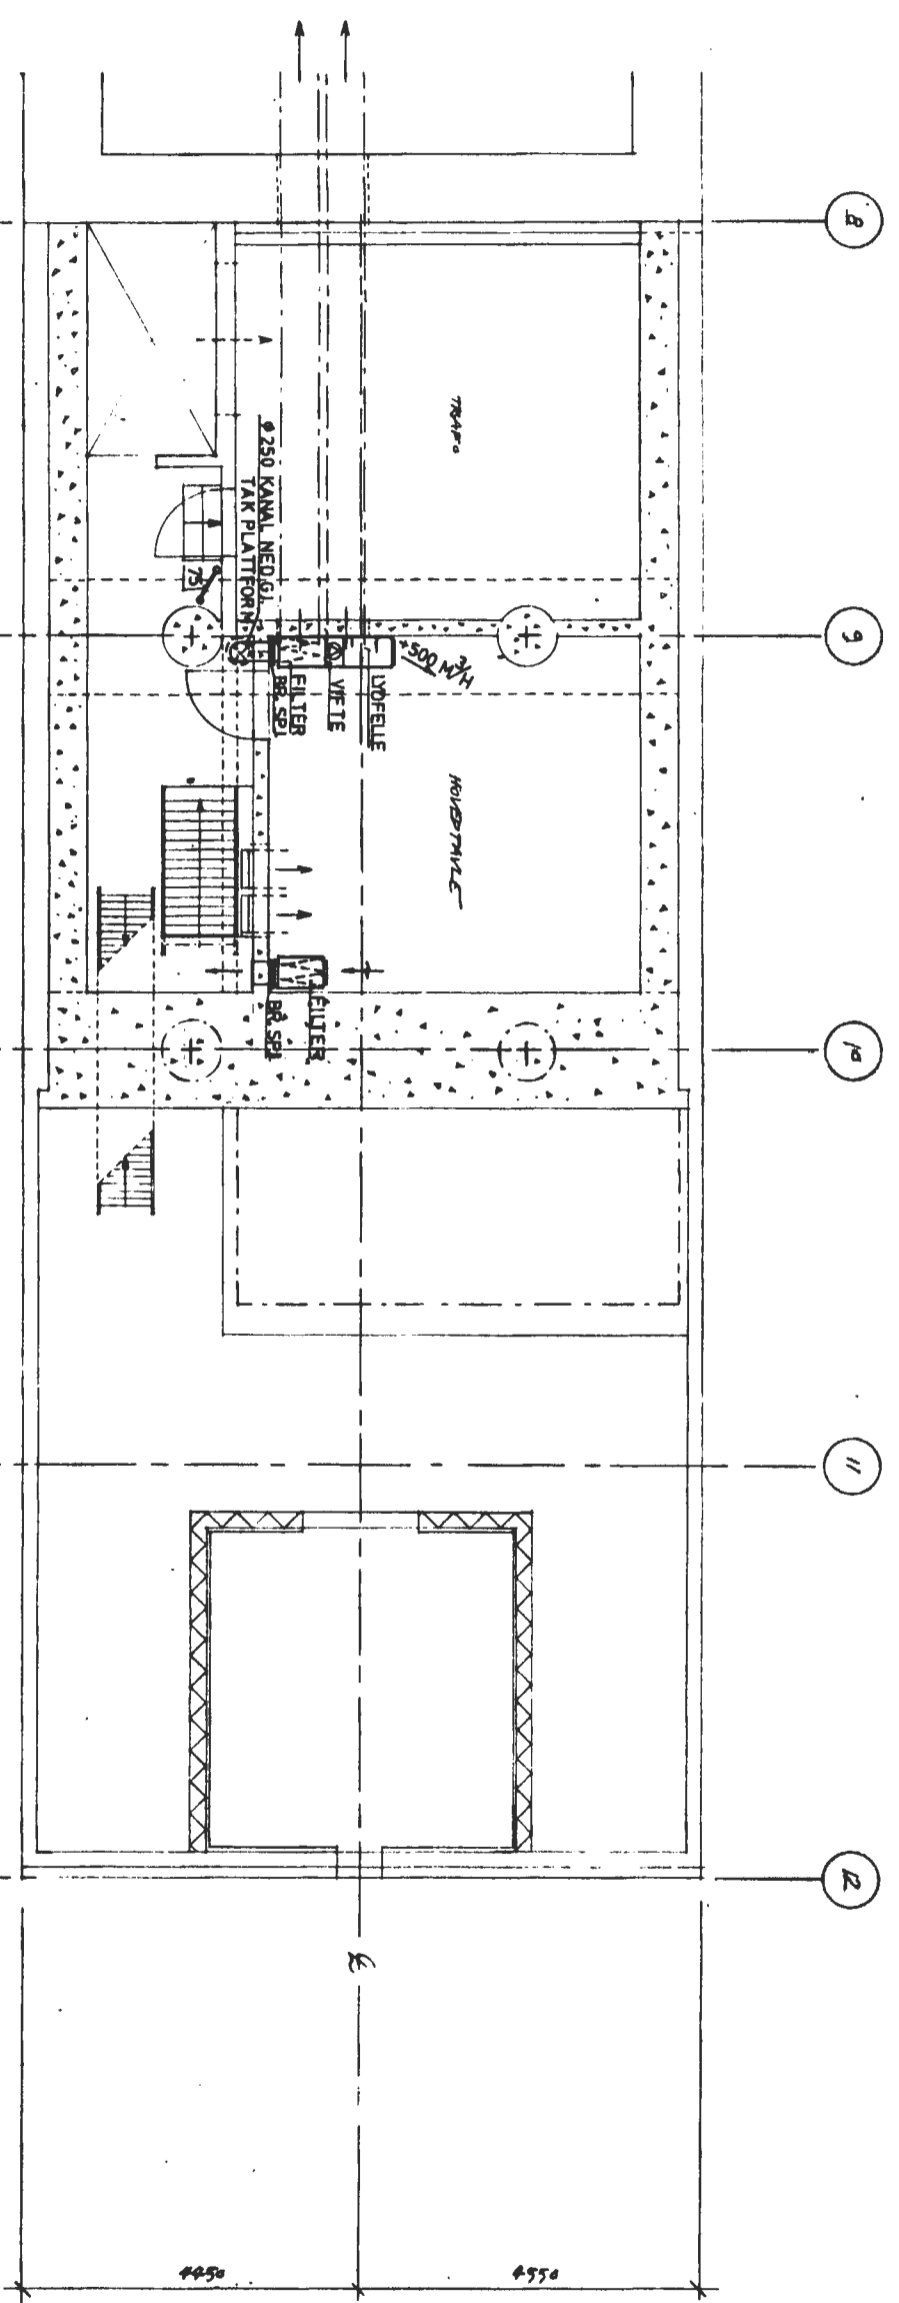 8
TRAFO
Ø 250 KANAL NED GJ.
TAK PLATTFORM
75
9
+500 M3/H
LYDFELLE
VIFTE
FILTER
BR. SPJ
HOVEDTAVLE
FILTER
BR. SPJ
10
11
12
℄
4450
4550